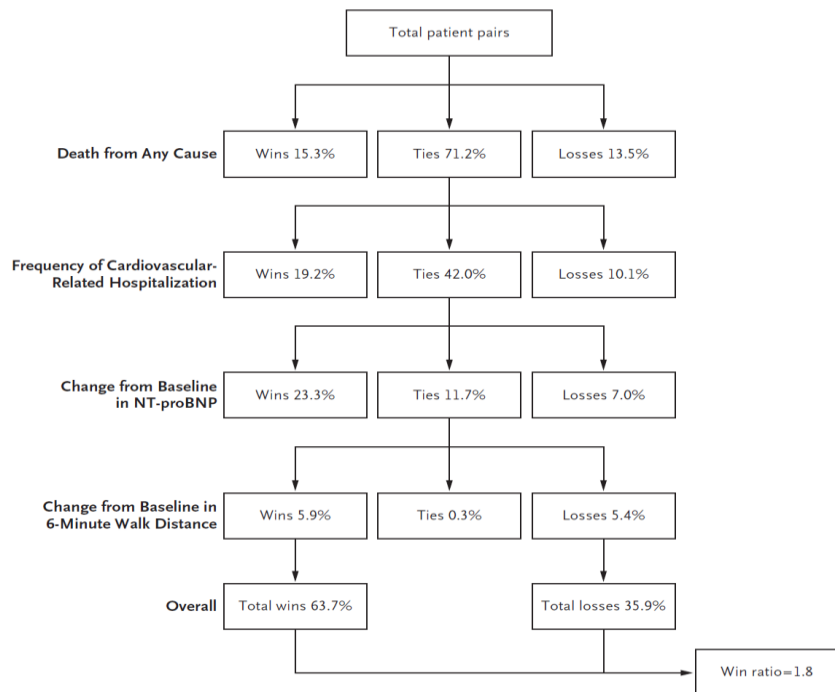 Total patient pairs
Death from Any Cause
Wins 15.3%
Ties 71.2%
Losses 13.5%
Frequency of Cardiovascular-
Related Hospitalization
Wins 19.2%
Ties 42.0%
Losses 10.1%
Change from Baseline
in NT-proBNP
Wins 23.3%
Ties 11.7%
Losses 7.0%
Change from Baseline in
6-Minute Walk Distance
Wins 5.9%
Ties 0.3%
Losses 5.4%
Overall
Total wins 63.7%
Total losses 35.9%
Win ratio=1.8